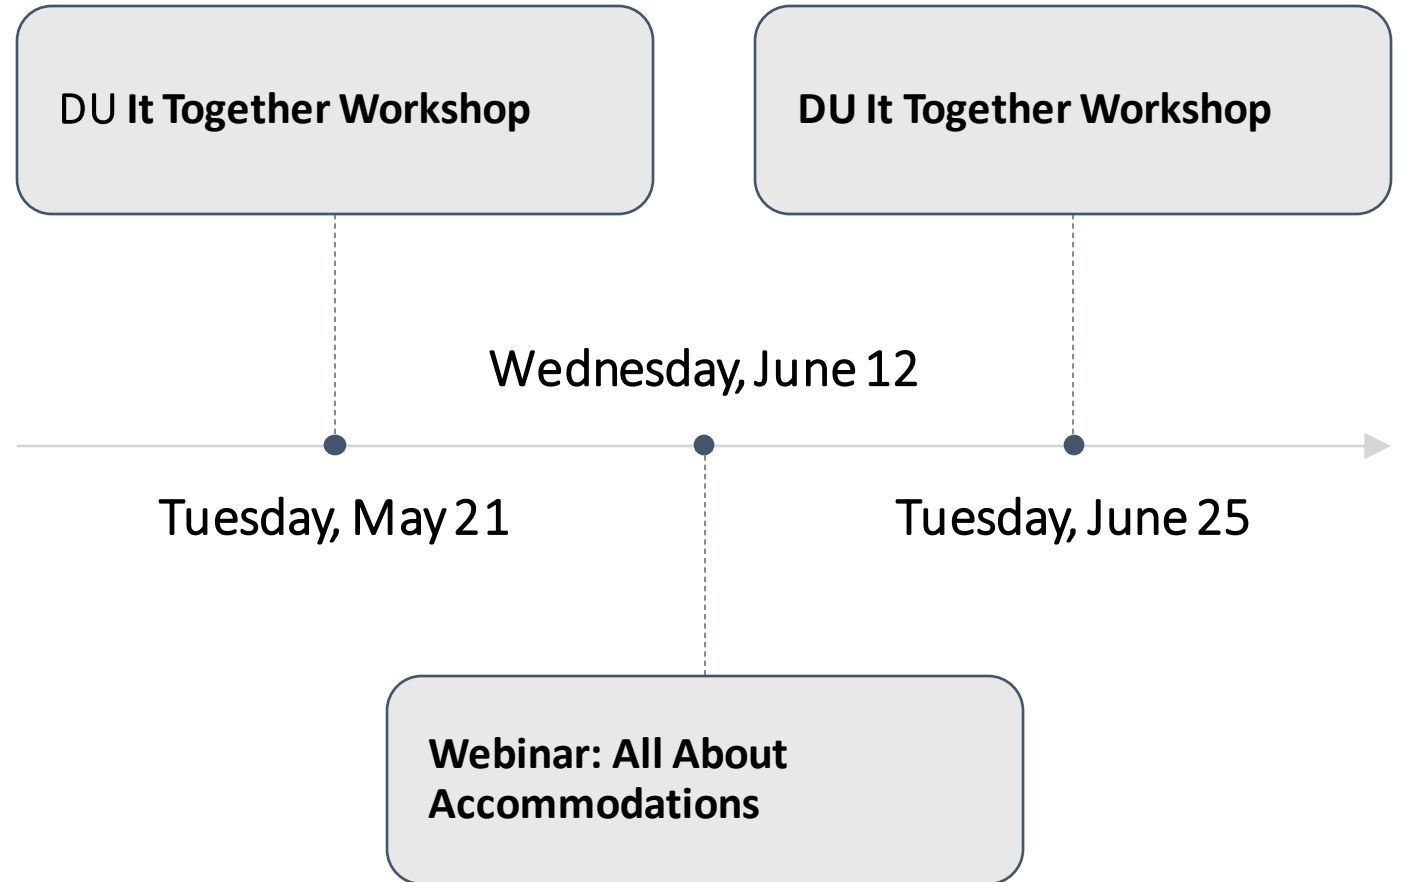 DU It Together Workshop
DU It Together Workshop
Wednesday, June 12
Tuesday, May 21
Tuesday, June 25
Webinar: All About
Accommodations